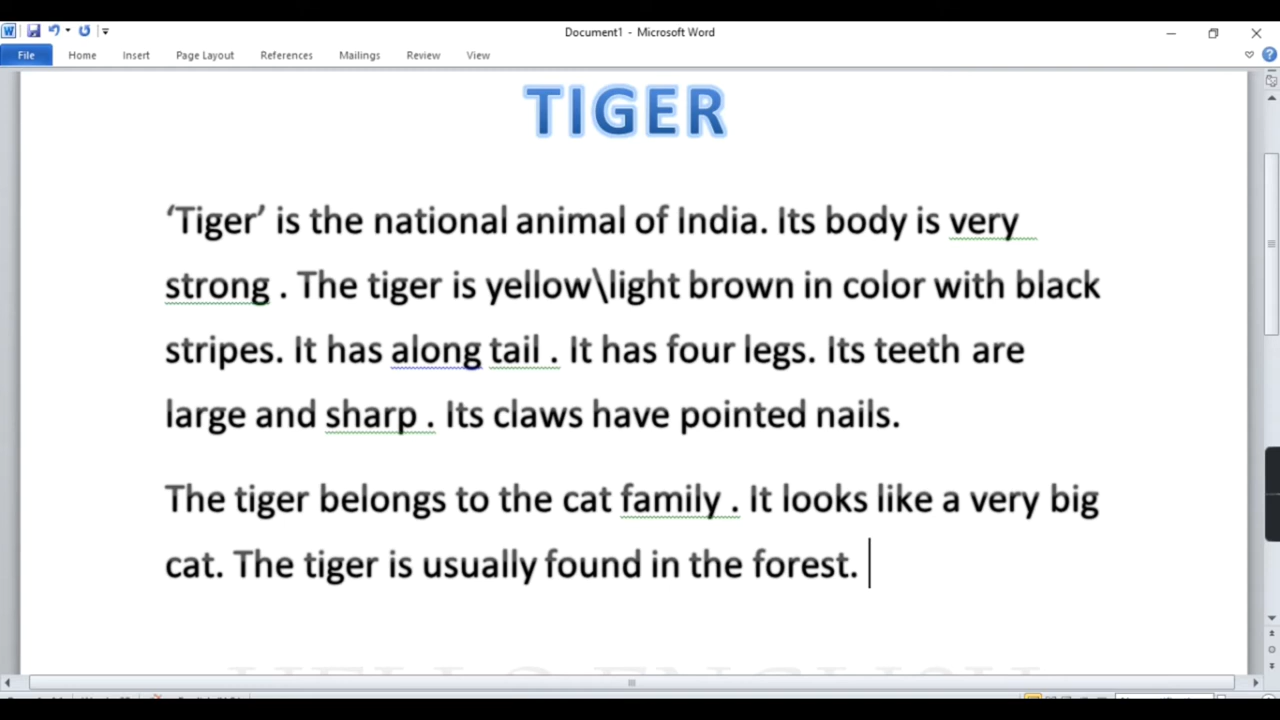 Document1 - Microsoft Word
File Home Insert Page Layout References Mailings Review View
TIGER
‘Tiger’ is the national animal of India. Its body is very
strong . The tiger is yellow\light brown in color with black
stripes. It has along tail . It has four legs. Its teeth are
large and sharp . Its claws have pointed nails.
The tiger belongs to the cat family . It looks like a very big
cat. The tiger is usually found in the forest.